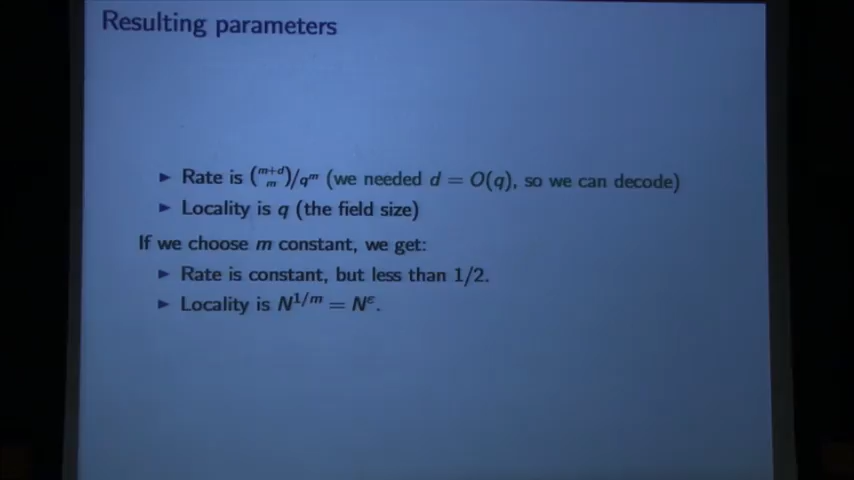 Resulting parameters
▶ Rate is (m+d m)/qᵐ (we needed d = O(q), so we can decode)
▶ Locality is q (the field size)
If we choose m constant, we get:
▶ Rate is constant, but less than 1/2.
▶ Locality is N^{1/m} = N^ε.